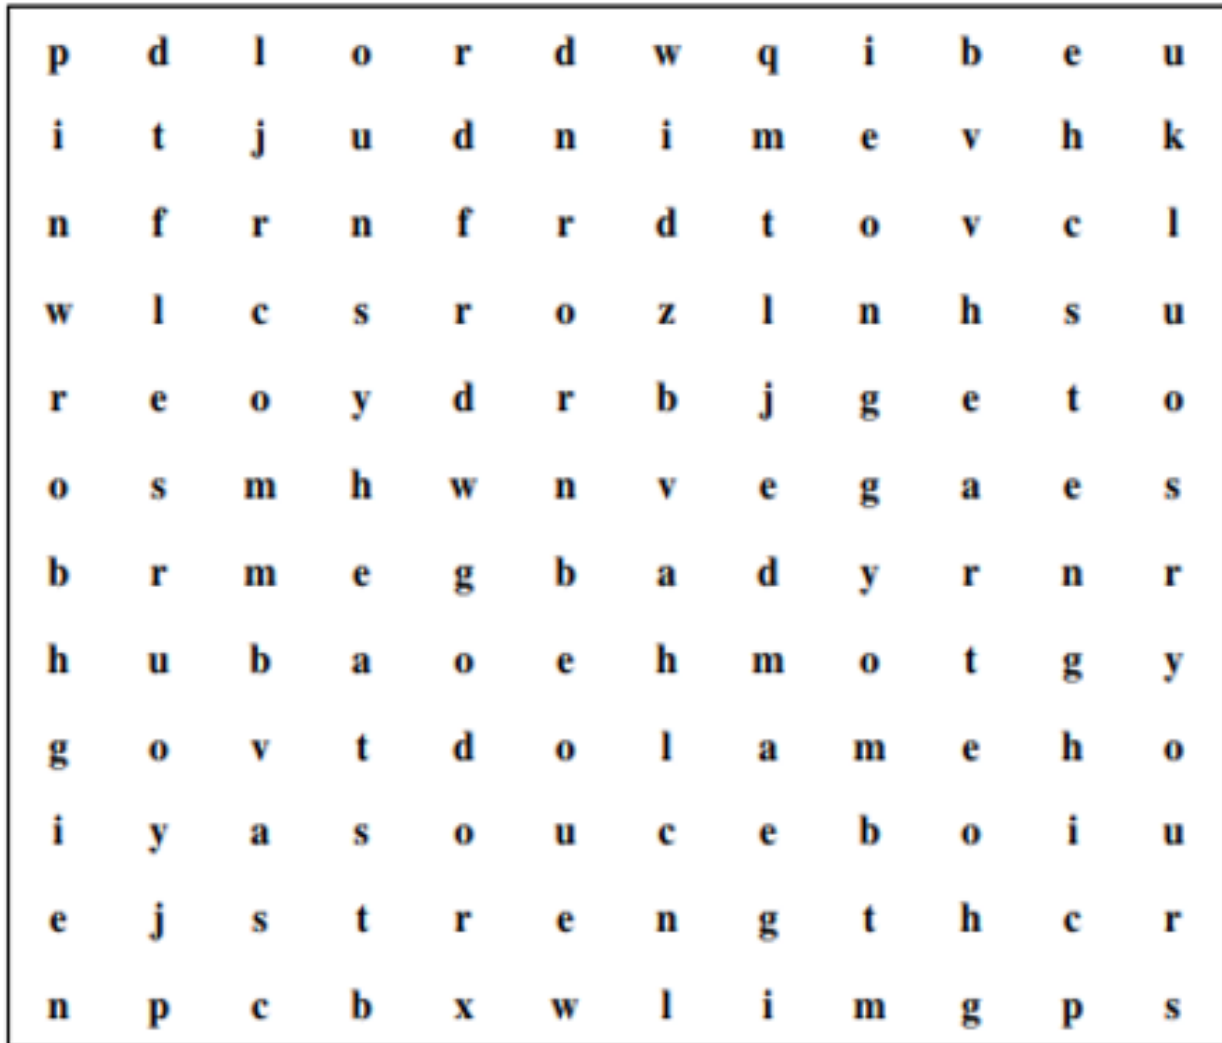 p d l o r d w q i b e u
i t j u d n i m e v h k
n f r n f r d t o v c l
w l c s r o z l n h s u
r e o y d r b j g e t o
o s m h w n v e g a e s
b r m e g b a d y r n r
h u b a o e h m o t g y
g o v t d o l a m e h o
i y a s o u c e b o i u
e j s t r e n g t h c r
n p c b x w l i m g p s